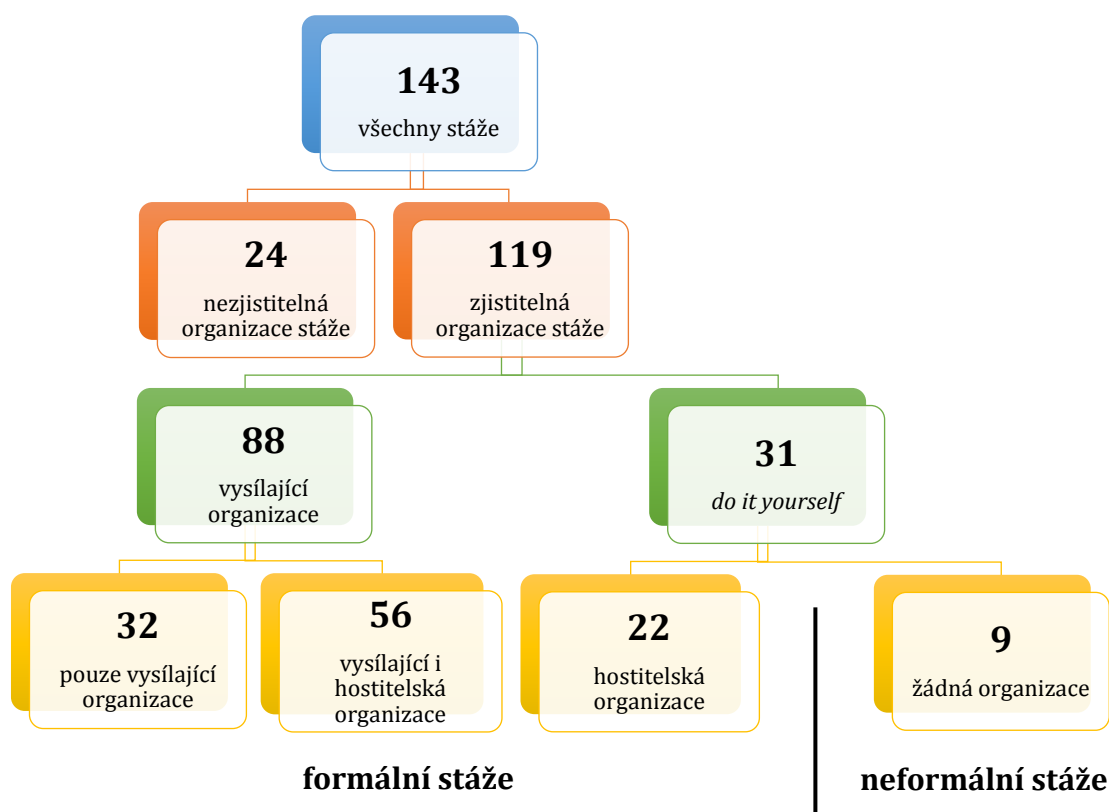 143
všechny stáže
24
nezjistitelná
organizace stáže
119
zjistitelná
organizace stáže
88
vysílající
organizace
31
do it yourself
32
pouze vysílající
organizace
56
vysílající i
hostitelská
organizace
22
hostitelská
organizace
9
žádná organizace
formální stáže
neformální stáže